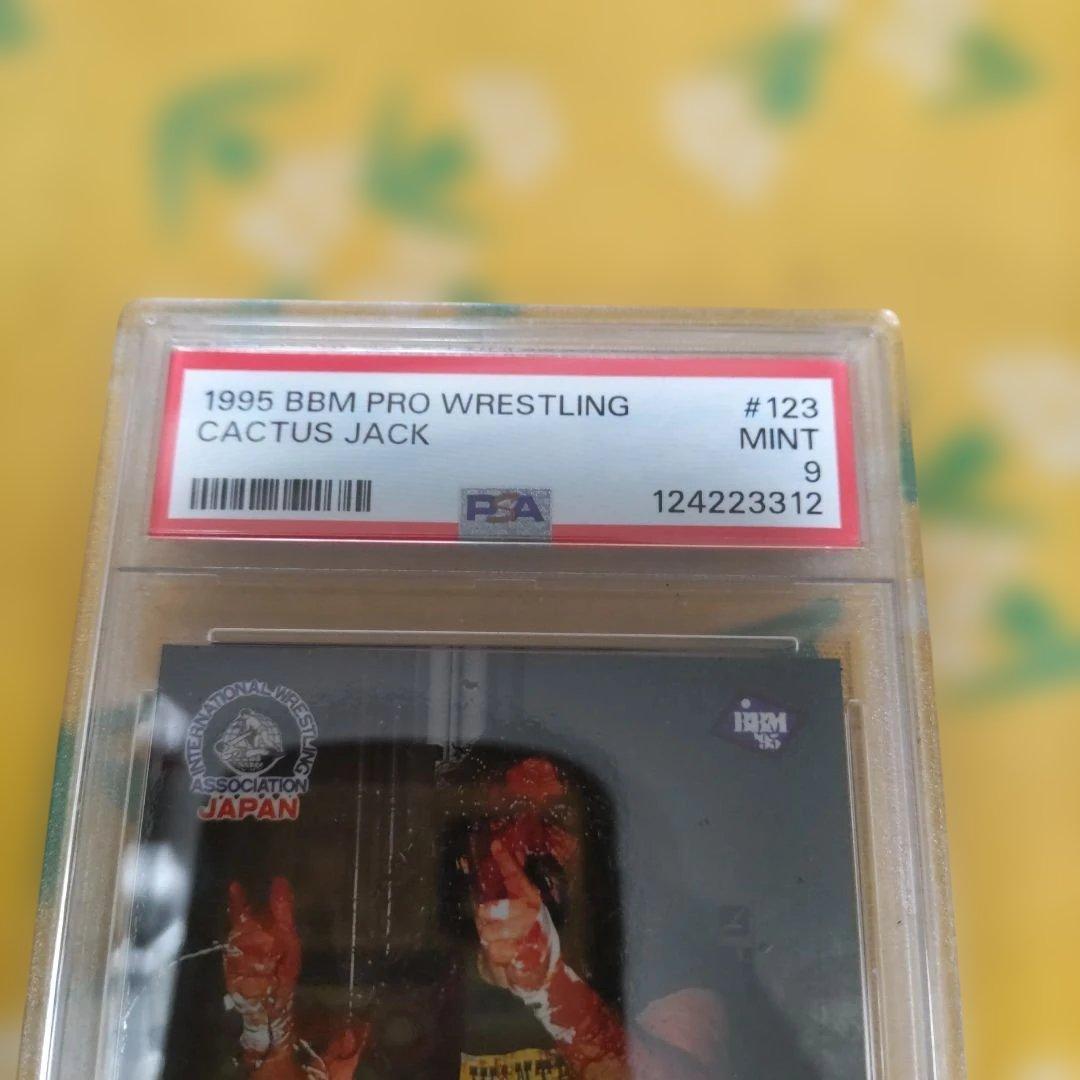 1995 BBM PRO WRESTLING #123
CACTUS JACK MINT
9
PSA 124223312
INTERNATIONAL WRESTLING
ASSOCIATION
JAPAN
BBM
'95